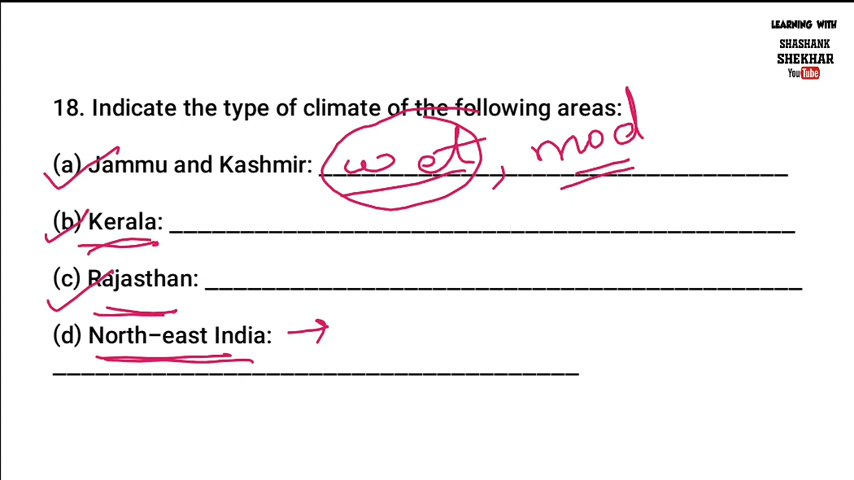 LEARNING WITH
SHASHANK
SHEKHAR
YouTube
18. Indicate the type of climate of the following areas:
(a) Jammu and Kashmir: wet, mod
(b) Kerala:
(c) Rajasthan:
(d) North-east India: →